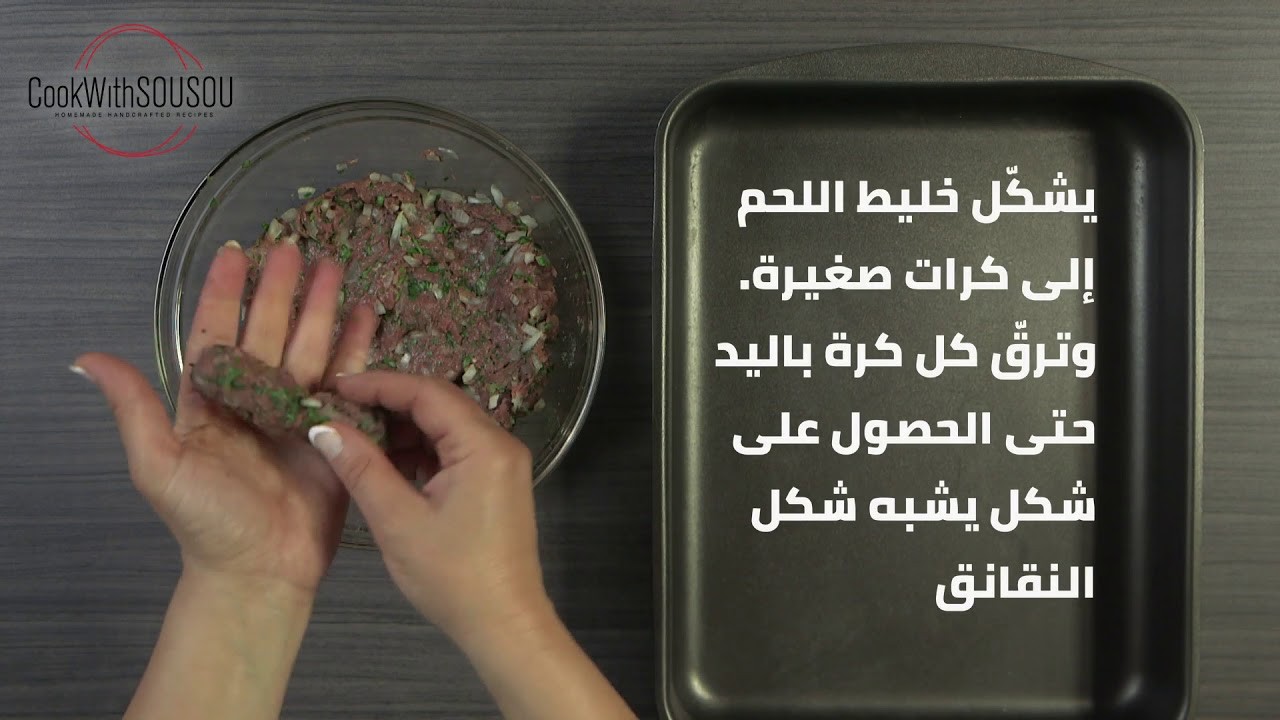 CookWithSOUSOU
HOMEMADE HANDCRAFTED RECIPES
يشكّل خليط اللحم
إلى كرات صغيرة.
وترقّ كل كرة باليد
حتى الحصول على
شكل يشبه شكل
النقانق